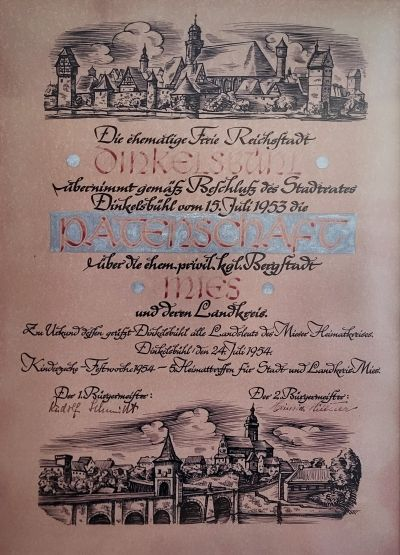 Die ehemalige Freie Reichsstadt
DINKELSBÜHL
übernimmt gemäß Beschluß des Stadtrates
Dinkelsbühl vom 15. Juli 1953 die
PATENSCHAFT
über die ehem. privil. kgl. Bergstadt
MIES
und deren Landkreis.
Zu Urkund dessen grüßt Dinkelsbühl alle Landsleute des Mieser Heimatkreises.
Dinkelsbühl, den 24. Juli 1954.
Kinderzeche-Festwoche 1954 - 5. Heimattreffen für Stadt und Landkreis Mies.
Der 1. Bürgermeister: Der 2. Bürgermeister:
Rudolf Schmidt